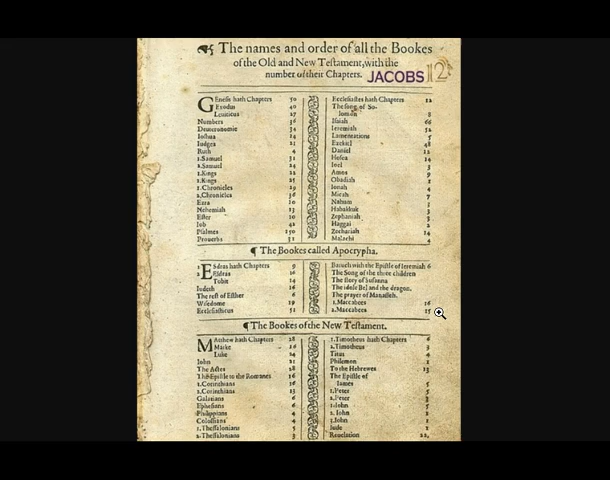 The names and order of all the Bookes
of the Old and New Testament, with the
number of their Chapters.
JACOBS 12
Genesis hath Chapters 50
Exodus 40
Leuiticus 27
Numbers 36
Deuteronomie 34
Ioshua 24
Iudges 21
Ruth 4
1.Samuel 31
2.Samuel 24
1.Kings 22
2.Kings 25
1.Chronicles 29
2.Chronicles 36
Ezra 10
Nehemiah 13
Ester 10
Iob 42
Psalmes 150
Prouerbs 31
Ecclesiastes hath Chapters 12
The song of So-
lomon 8
Isaiah 66
Ieremiah 52
Lamentations 5
Ezekiel 48
Daniel 12
Hosea 14
Ioel 3
Amos 9
Obadiah 1
Ionah 4
Micah 7
Nahum 3
Habakkuk 3
Zephaniah 3
Haggai 2
Zechariah 14
Malachi 4
¶ The Bookes called Apocrypha.
1 Esdras hath Chapters 9
2 Esdras 16
Tobit 14
Iudeth 16
The rest of Esther 6
Wisedome 19
Ecclesiasticus 51
Baruch with the Epistle of Ieremiah 6
The Song of the three children
The story of Susanna
The idole Bel and the dragon.
The prayer of Manasseh.
1.Maccabees 16
2.Maccabees 15
¶ The Bookes of the New Testament.
Matthew hath Chapters 28
Marke 16
Luke 24
Iohn 21
The Actes 28
The Epistle to the Romanes 16
1.Corinthians 16
2.Corinthians 13
Galatians 6
Ephesians 6
Philippians 4
Colossians 4
1.Thessalonians 5
2.Thessalonians 3
1.Timotheus hath Chapters 6
2.Timotheus 4
Titus 3
Philemon 1
To the Hebrewes 13
The Epistle of
Iames 5
1.Peter 5
2.Peter 3
1.Iohn 5
2.Iohn 1
3.Iohn 1
Iude 1
Reuelation 22.